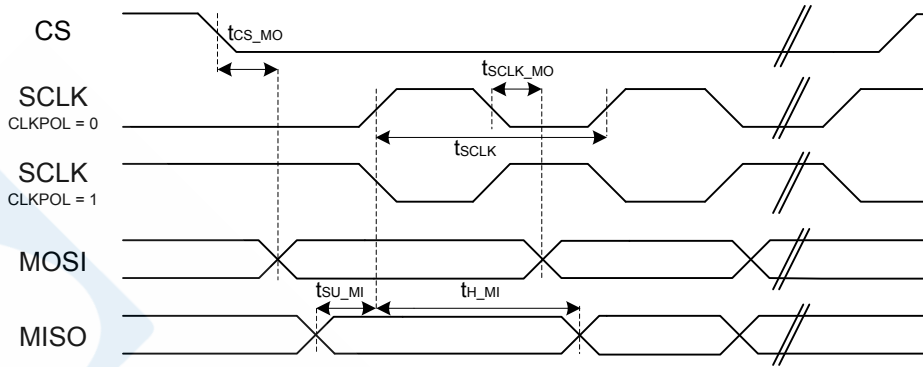 CS
tCS_MO
SCLK
CLKPOL = 0
tSCLK_MO
tSCLK
SCLK
CLKPOL = 1
MOSI
tSU_MI
tH_MI
MISO